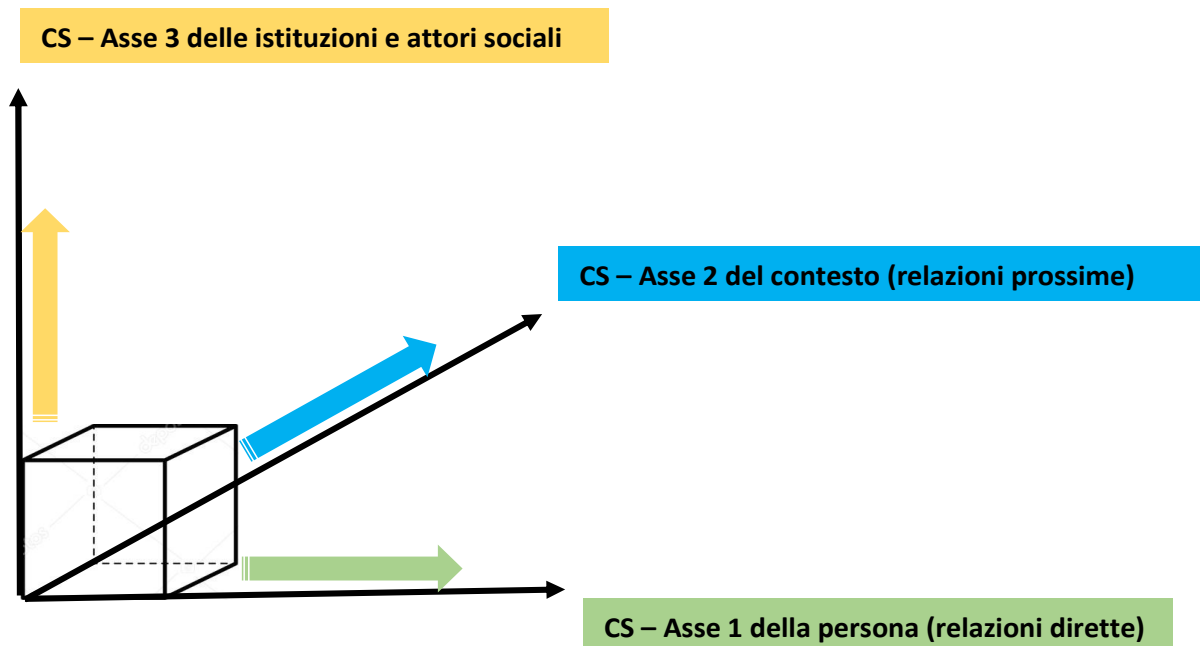 CS – Asse 3 delle istituzioni e attori sociali
CS – Asse 2 del contesto (relazioni prossime)
CS – Asse 1 della persona (relazioni dirette)